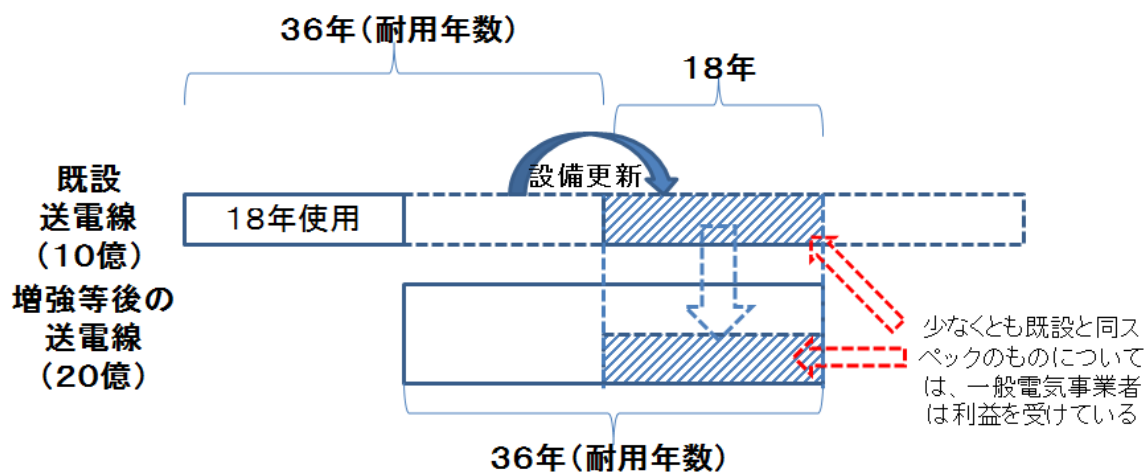 36年(耐用年数)
18年
設備更新
既設
送電線
(10億)
18年使用
増強等後の
送電線
(20億)
少なくとも既設と同ス
ペックのものについて
は、一般電気事業者
は利益を受けている
36年(耐用年数)